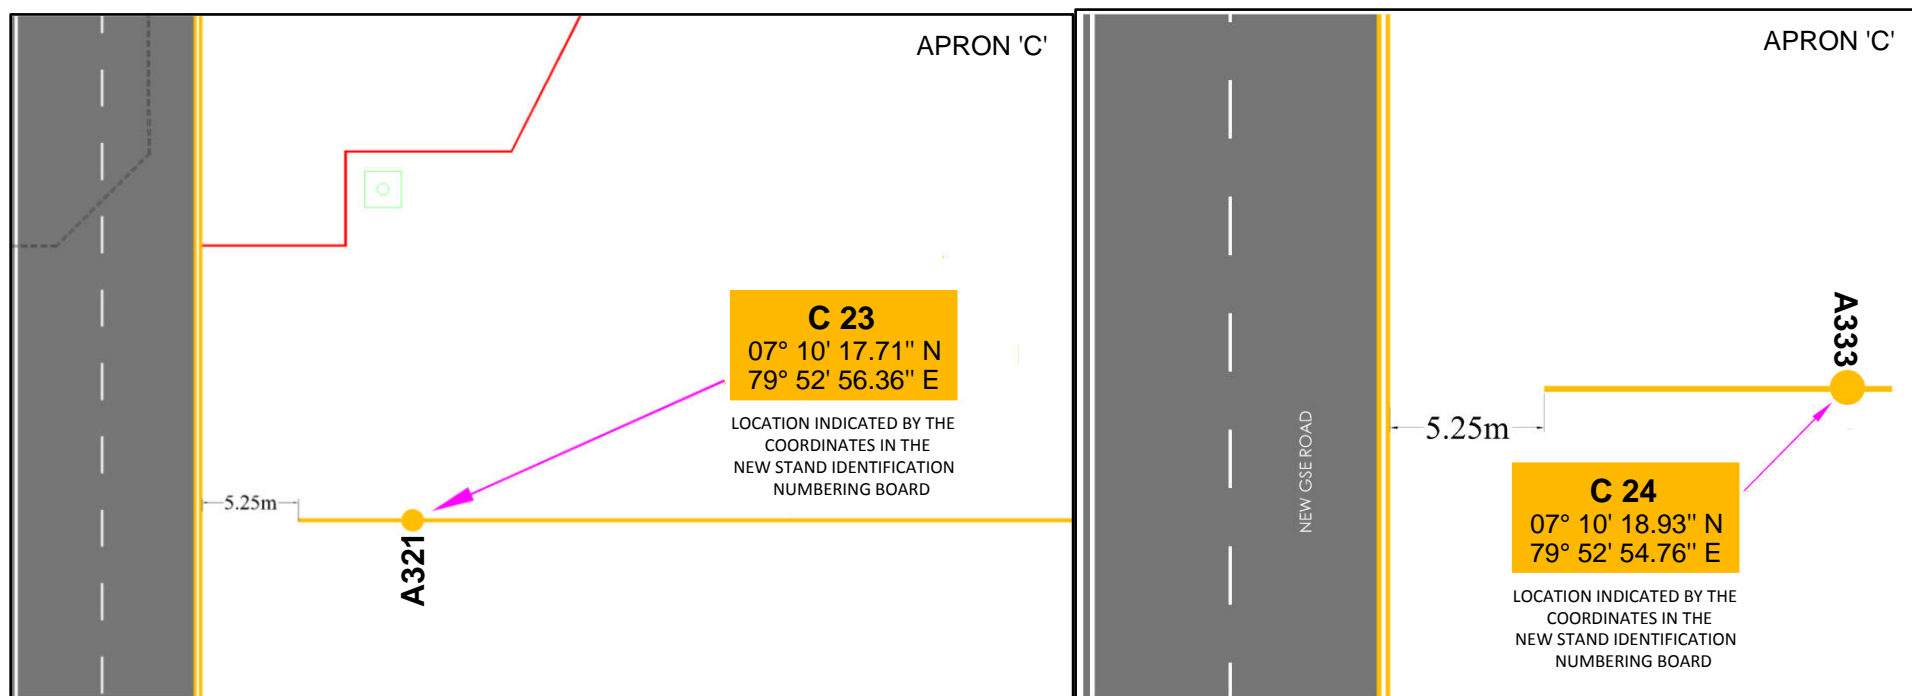 APRON 'C'
C 23
07° 10' 17.71" N
79° 52' 56.36" E
LOCATION INDICATED BY THE
COORDINATES IN THE
NEW STAND IDENTIFICATION
NUMBERING BOARD
5.25m
A321
APRON 'C'
A333
5.25m
NEW GSE ROAD
C 24
07° 10' 18.93" N
79° 52' 54.76" E
LOCATION INDICATED BY THE
COORDINATES IN THE
NEW STAND IDENTIFICATION
NUMBERING BOARD